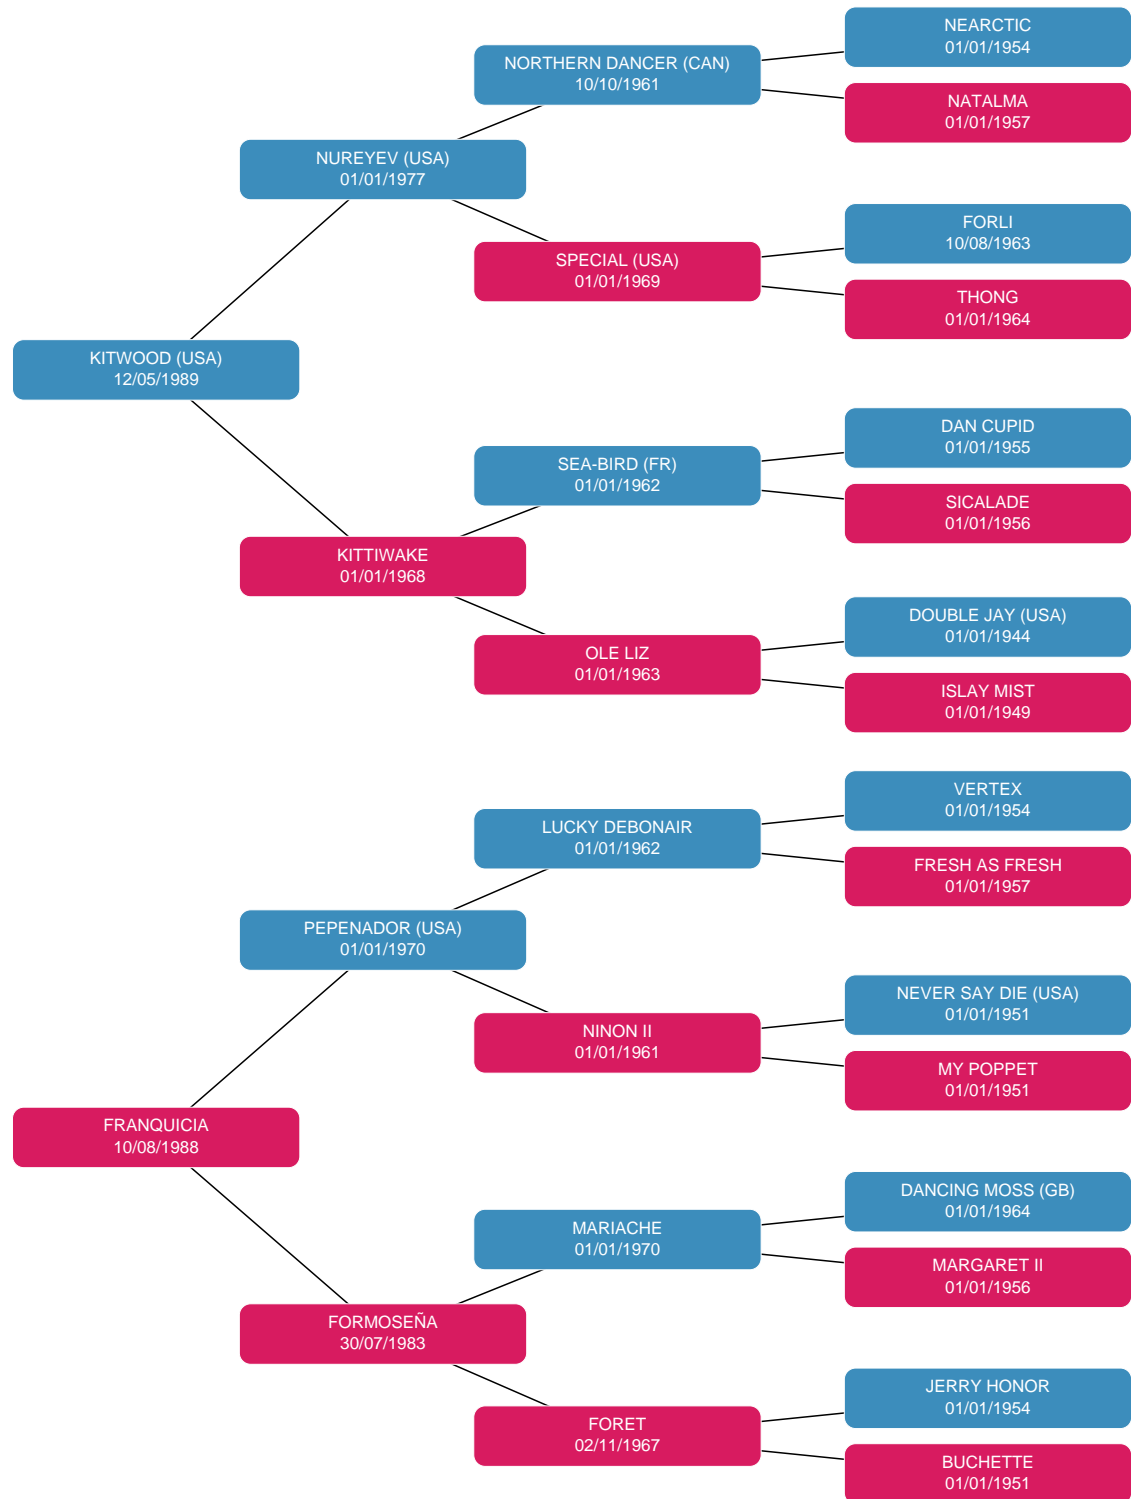 NEARCTIC
01/01/1954
NORTHERN DANCER (CAN)
10/10/1961
NATALMA
01/01/1957
NUREYEV (USA)
01/01/1977
FORLI
10/08/1963
SPECIAL (USA)
01/01/1969
THONG
01/01/1964
KITWOOD (USA)
12/05/1989
DAN CUPID
01/01/1955
SEA-BIRD (FR)
01/01/1962
SICALADE
01/01/1956
KITTIWAKE
01/01/1968
DOUBLE JAY (USA)
01/01/1944
OLE LIZ
01/01/1963
ISLAY MIST
01/01/1949
VERTEX
01/01/1954
LUCKY DEBONAIR
01/01/1962
FRESH AS FRESH
01/01/1957
PEPENADOR (USA)
01/01/1970
NEVER SAY DIE (USA)
01/01/1951
NINON II
01/01/1961
MY POPPET
01/01/1951
FRANQUICIA
10/08/1988
DANCING MOSS (GB)
01/01/1964
MARIACHE
01/01/1970
MARGARET II
01/01/1956
FORMOSEÑA
30/07/1983
JERRY HONOR
01/01/1954
FORET
02/11/1967
BUCHETTE
01/01/1951